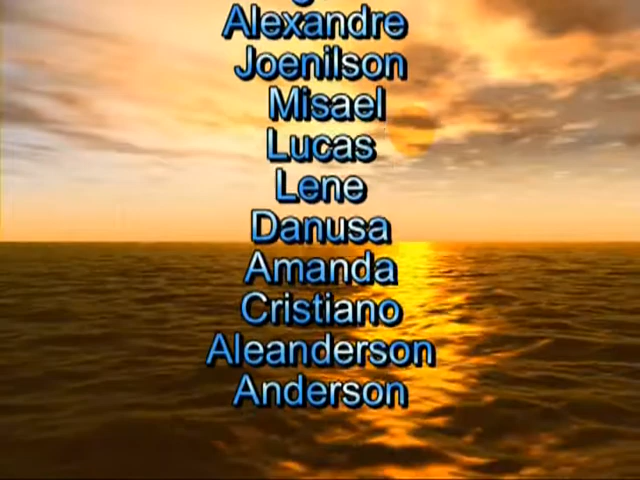 Alexandre
Joenilson
Misael
Lucas
Lene
Danusa
Amanda
Cristiano
Aleanderson
Anderson